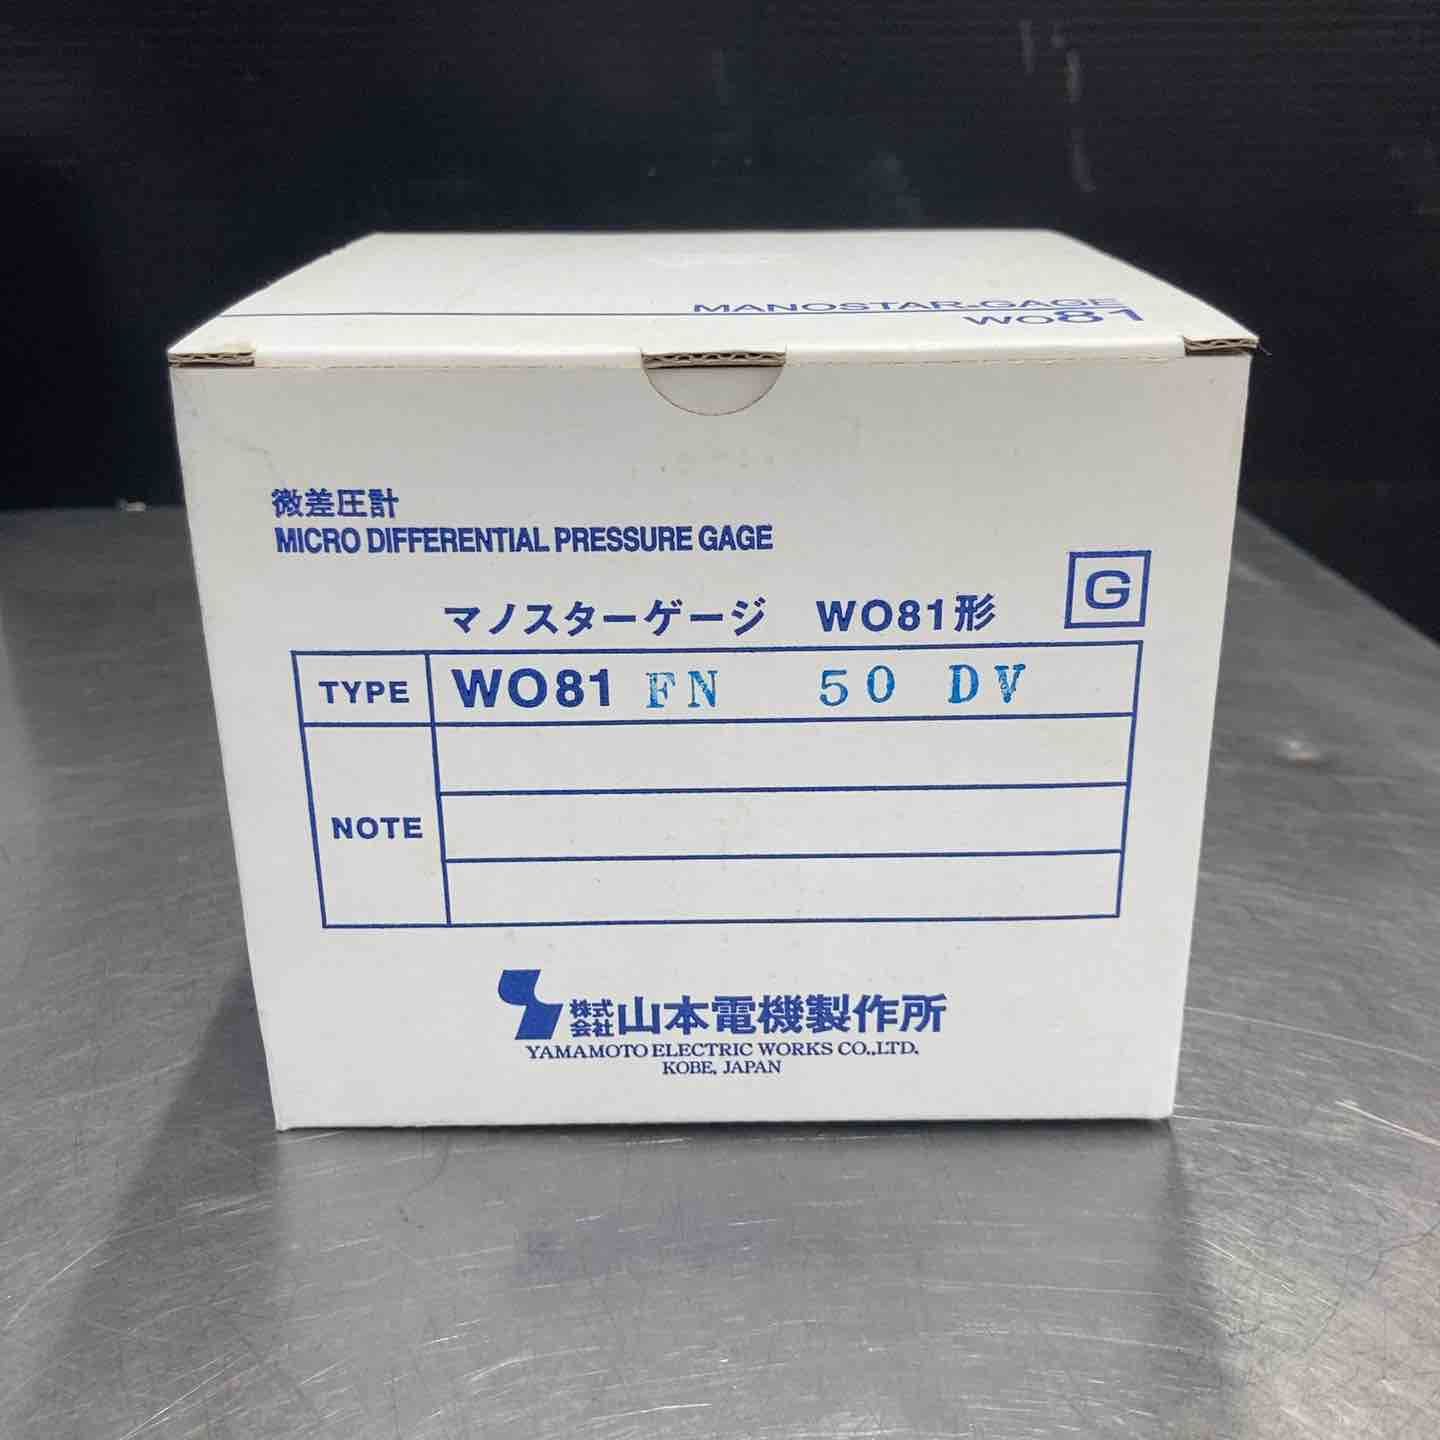 MANOSTAR-GAGE
WO81
微差圧計
MICRO DIFFERENTIAL PRESSURE GAGE
マノスターゲージ WO81形
G
TYPE WO81 FN 50 DV
NOTE
株式会社 山本電機製作所
YAMAMOTO ELECTRIC WORKS CO.,LTD.
KOBE, JAPAN